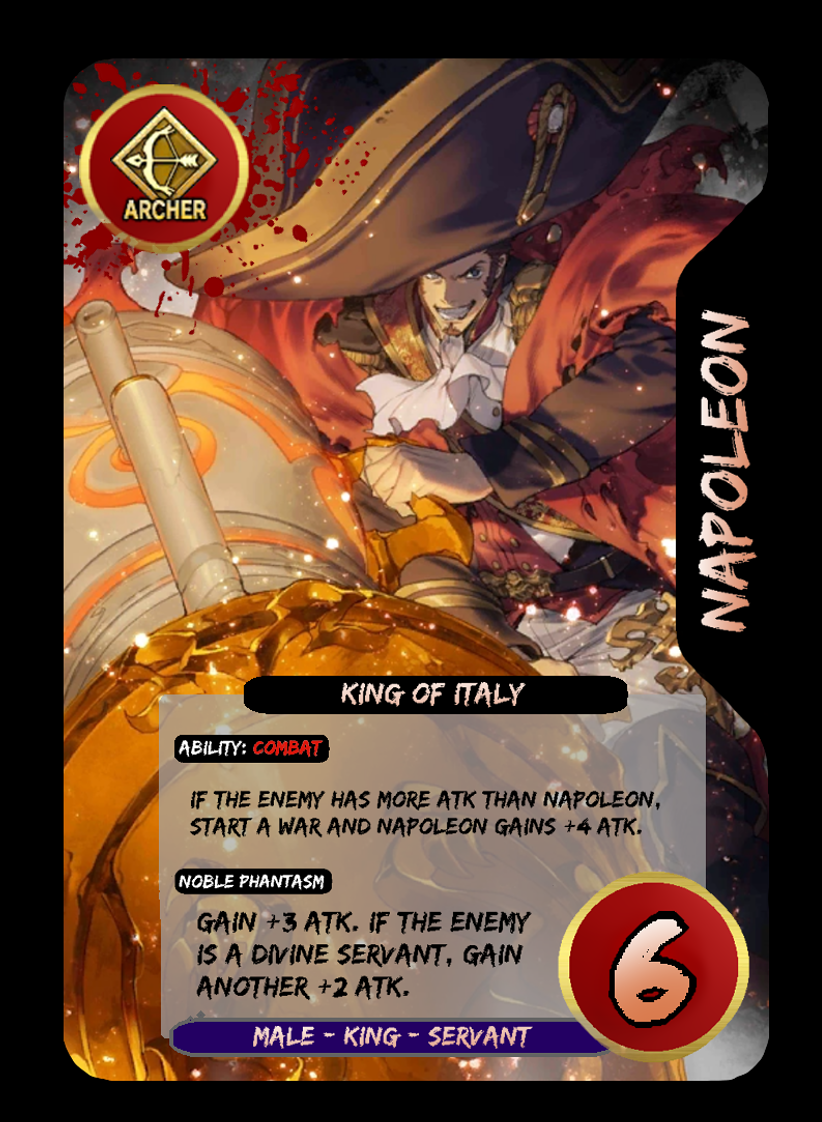 ARCHER
NAPOLEON
KING OF ITALY
ABILITY: COMBAT
IF THE ENEMY HAS MORE ATK THAN NAPOLEON,
START A WAR AND NAPOLEON GAINS +4 ATK.
NOBLE PHANTASM
GAIN +3 ATK. IF THE ENEMY
IS A DIVINE SERVANT, GAIN
ANOTHER +2 ATK.
6
MALE - KING - SERVANT